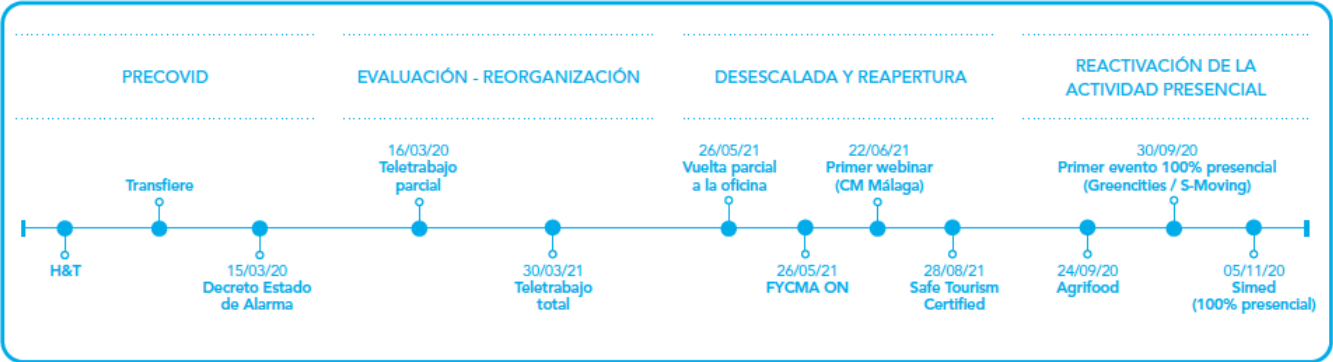 PRECOVID
EVALUACIÓN - REORGANIZACIÓN
DESESCALADA Y REAPERTURA
REACTIVACIÓN DE LA
ACTIVIDAD PRESENCIAL
H&T
Transfiere
15/03/20
Decreto Estado
de Alarma
16/03/20
Teletrabajo
parcial
30/03/21
Teletrabajo
total
26/05/21
Vuelta parcial
a la oficina
26/05/21
FYCMA ON
22/06/21
Primer webinar
(CM Málaga)
28/08/21
Safe Tourism
Certified
24/09/20
Agrifood
30/09/20
Primer evento 100% presencial
(Greencities / S-Moving)
05/11/20
Simed
(100% presencial)